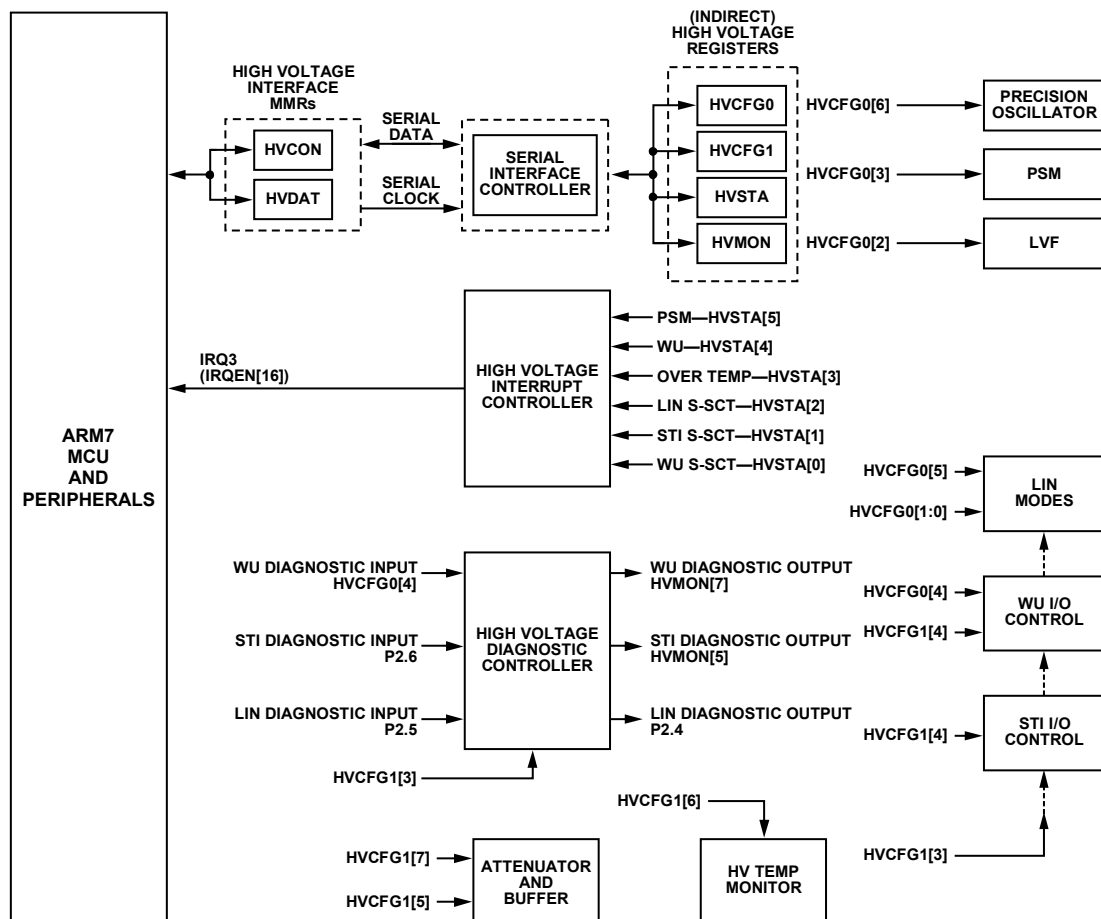 (INDIRECT)
HIGH VOLTAGE
REGISTERS
HIGH VOLTAGE
INTERFACE
MMRs
HVCON
HVDAT
SERIAL
DATA
SERIAL
CLOCK
SERIAL
INTERFACE
CONTROLLER
HVCFG0
HVCFG1
HVSTA
HVMON
HVCFG0[6]
PRECISION
OSCILLATOR
HVCFG0[3]
PSM
HVCFG0[2]
LVF
ARM7
MCU
AND
PERIPHERALS
IRQ3
(IRQEN[16])
HIGH VOLTAGE
INTERRUPT
CONTROLLER
PSM—HVSTA[5]
WU—HVSTA[4]
OVER TEMP—HVSTA[3]
LIN S-SCT—HVSTA[2]
STI S-SCT—HVSTA[1]
WU S-SCT—HVSTA[0]
HVCFG0[5]
HVCFG0[1:0]
LIN
MODES
WU DIAGNOSTIC INPUT
HVCFG0[4]
STI DIAGNOSTIC INPUT
P2.6
LIN DIAGNOSTIC INPUT
P2.5
HIGH VOLTAGE
DIAGNOSTIC
CONTROLLER
WU DIAGNOSTIC OUTPUT
HVMON[7]
STI DIAGNOSTIC OUTPUT
HVMON[5]
LIN DIAGNOSTIC OUTPUT
P2.4
HVCFG0[4]
HVCFG1[4]
WU I/O
CONTROL
HVCFG1[4]
STI I/O
CONTROL
HVCFG1[3]
HVCFG1[6]
HVCFG1[3]
HVCFG1[7]
HVCFG1[5]
ATTENUATOR
AND
BUFFER
HV TEMP
MONITOR